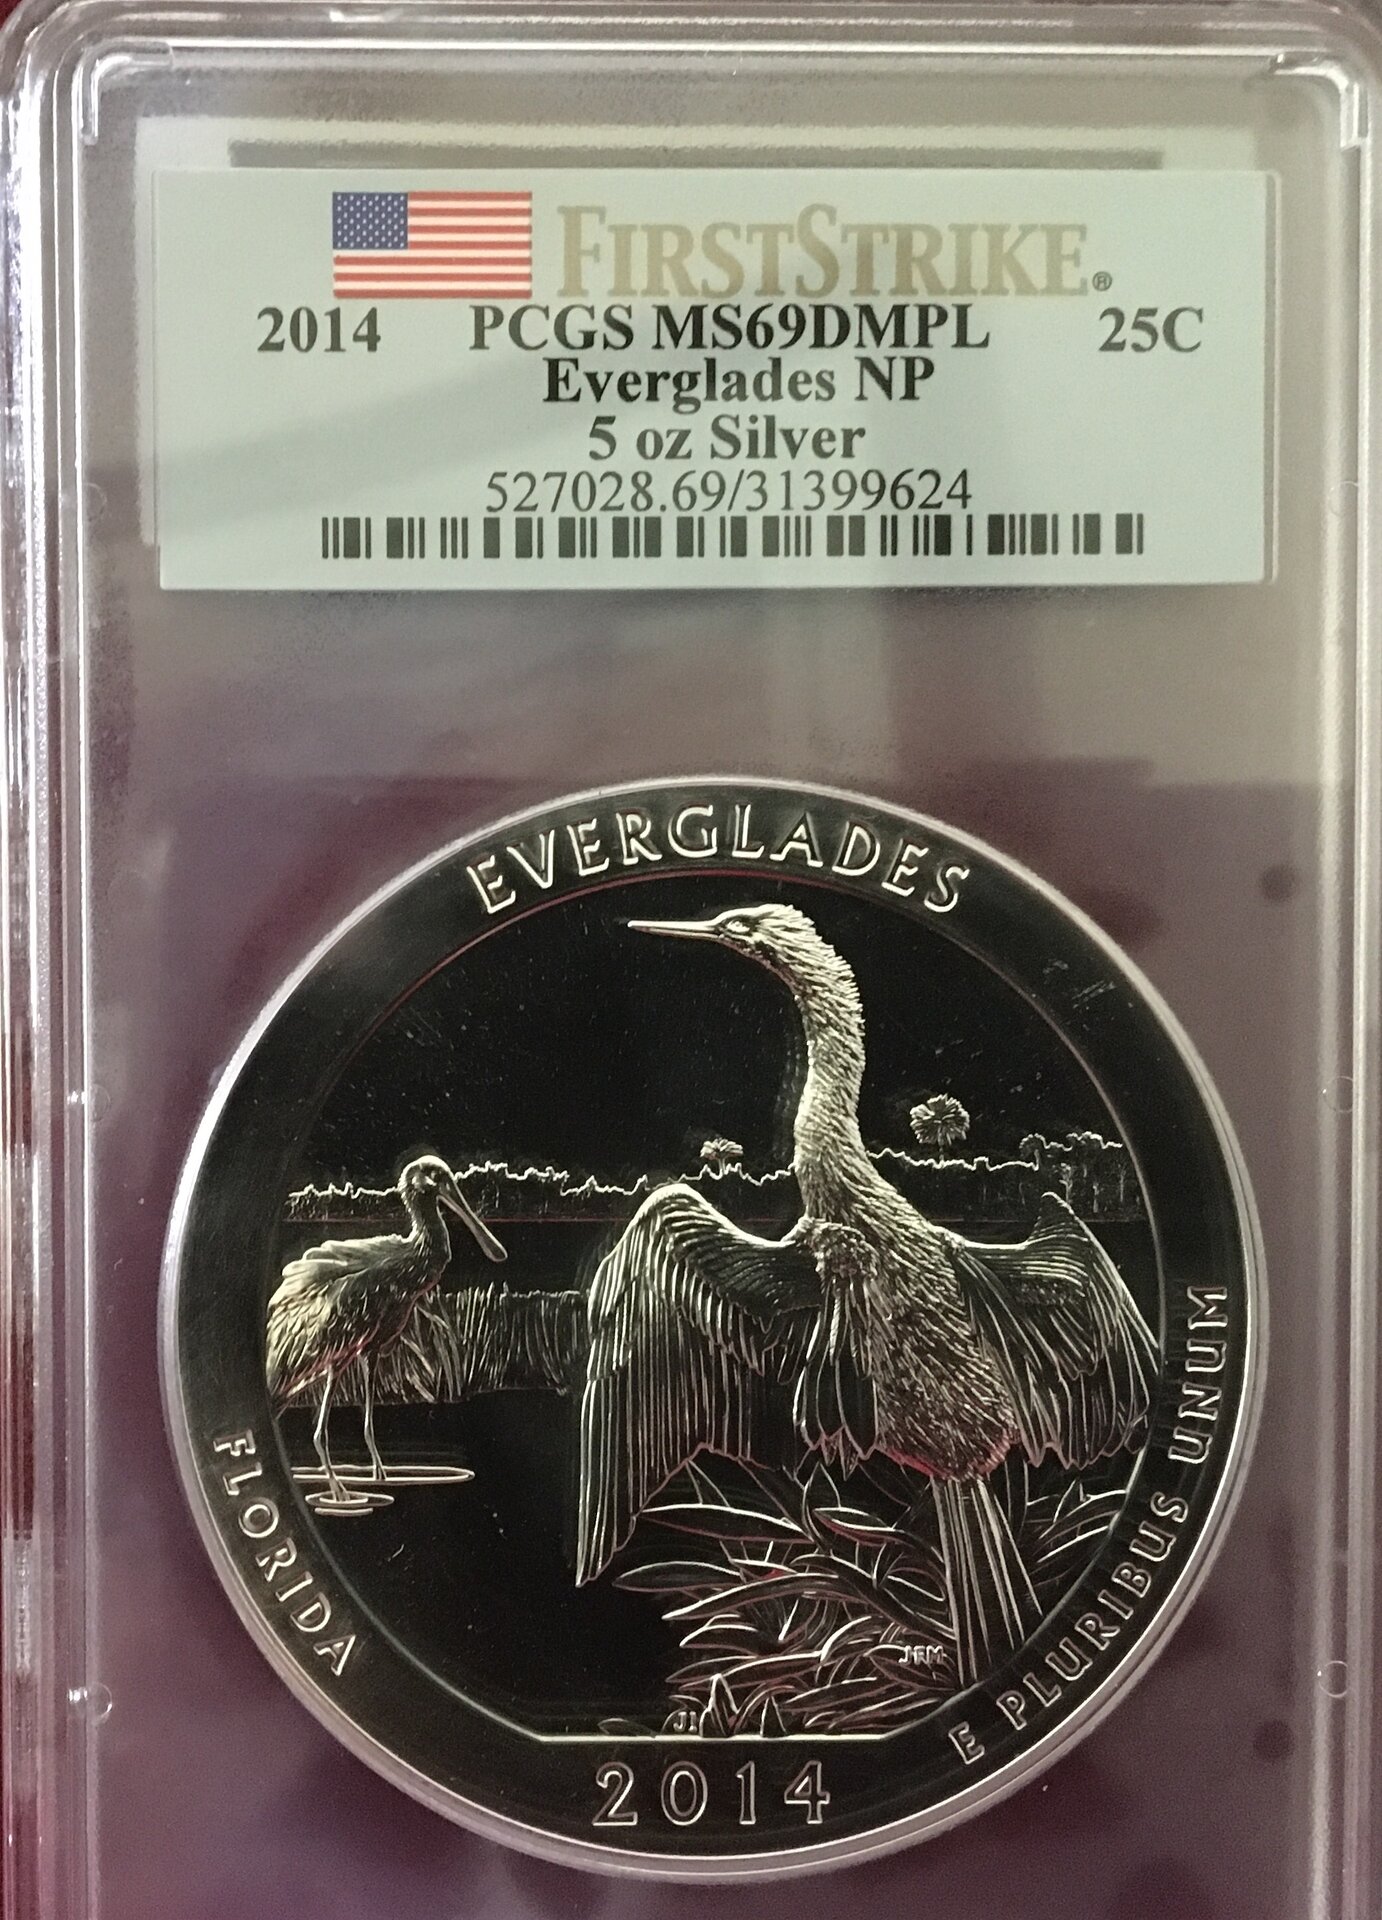 FIRSTSTRIKE®
2014 PCGS MS69DMPL 25C
Everglades NP
5 oz Silver
527028.69/31399624
EVERGLADES
FLORIDA
E PLURIBUS UNUM
JFM
JI
2014